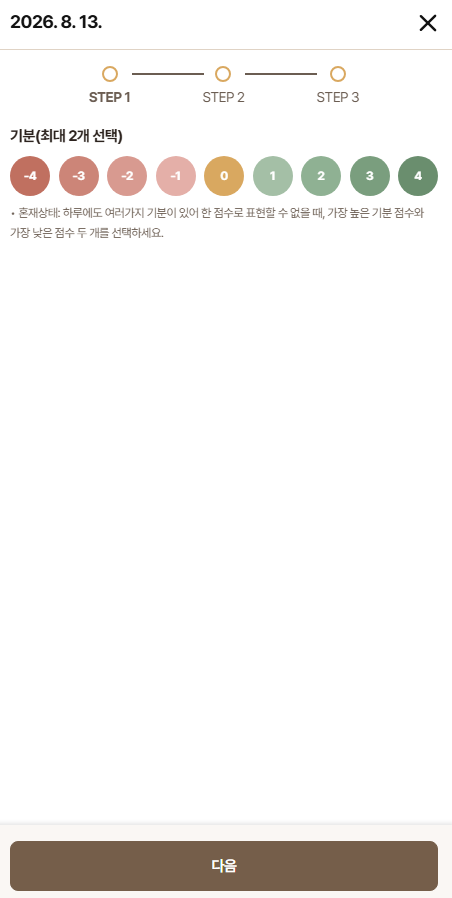 2026. 8. 13.
STEP 1 STEP 2 STEP 3
기분(최대 2개 선택)
-4 -3 -2 -1 0 1 2 3 4
• 혼재상태: 하루에도 여러가지 기분이 있어 한 점수로 표현할 수 없을 때, 가장 높은 기분 점수와
가장 낮은 점수 두 개를 선택하세요.
다음